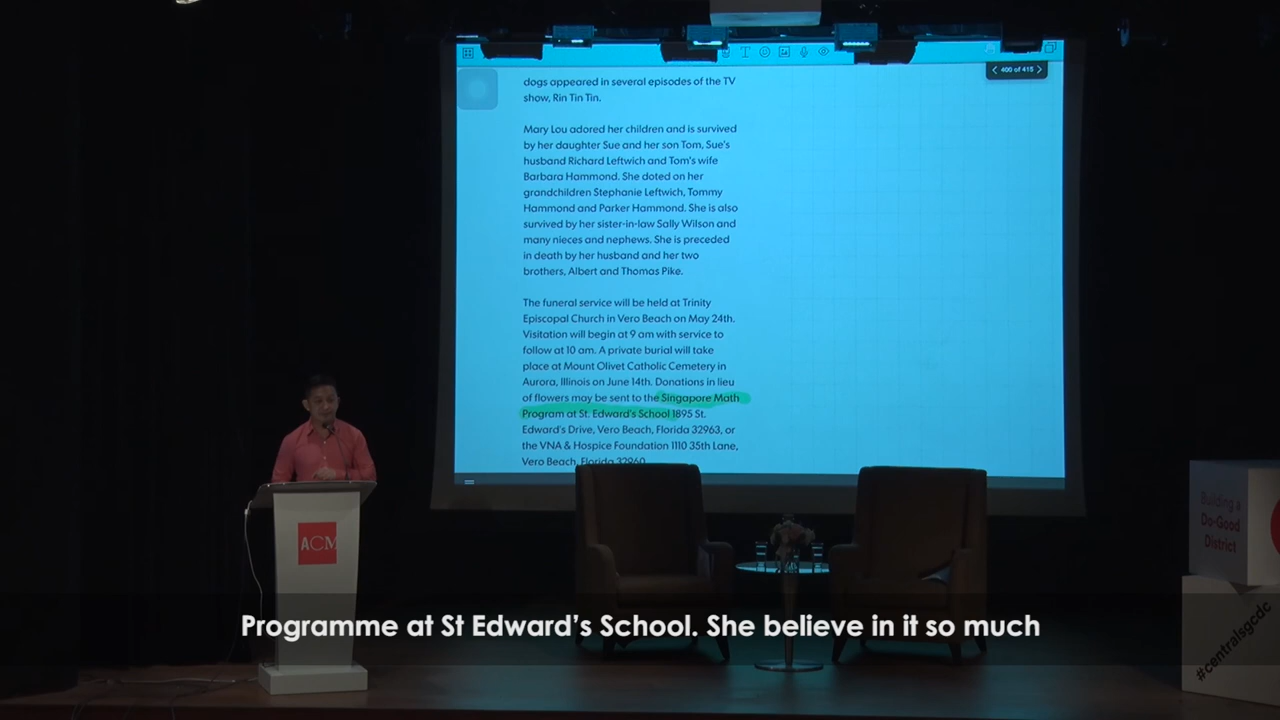 400 of 415
dogs appeared in several episodes of the TV
show, Rin Tin Tin.
Mary Lou adored her children and is survived
by her daughter Sue and her son Tom, Sue's
husband Richard Leftwich and Tom's wife
Barbara Hammond. She doted on her
grandchildren Stephanie Leftwich, Tommy
Hammond and Parker Hammond. She is also
survived by her sister-in-law Sally Wilson and
many nieces and nephews. She is preceded
in death by her husband and her two
brothers, Albert and Thomas Pike.
The funeral service will be held at Trinity
Episcopal Church in Vero Beach on May 24th.
Visitation will begin at 9 am with service to
follow at 10 am. A private burial will take
place at Mount Olivet Catholic Cemetery in
Aurora, Illinois on June 14th. Donations in lieu
of flowers may be sent to the Singapore Math
Program at St. Edward's School 1895 St.
Edward's Drive, Vero Beach, Florida 32963, or
the VNA & Hospice Foundation 1110 35th Lane,
Vero Beach, Florida 32960
ACM
Building a
Do-Good
District
#centralsgcdc
Programme at St Edward's School. She believe in it so much